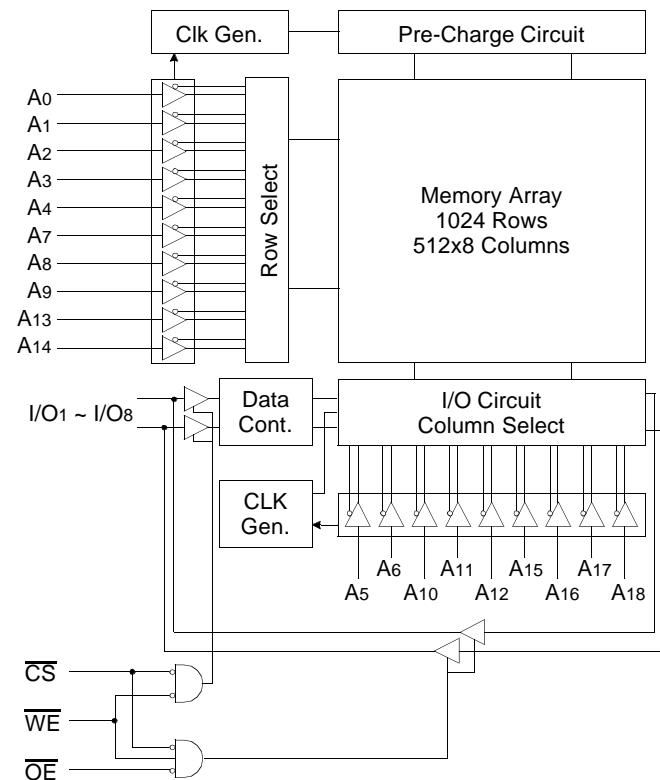 Clk Gen.
Pre-Charge Circuit
A0
A1
A2
A3
A4
A7
A8
A9
A13
A14
Row Select
Memory Array
1024 Rows
512x8 Columns
I/O1 ~ I/O8
Data
Cont.
I/O Circuit
Column Select
CLK
Gen.
A5
A6
A10
A11
A12
A15
A16
A17
A18
CS
WE
OE